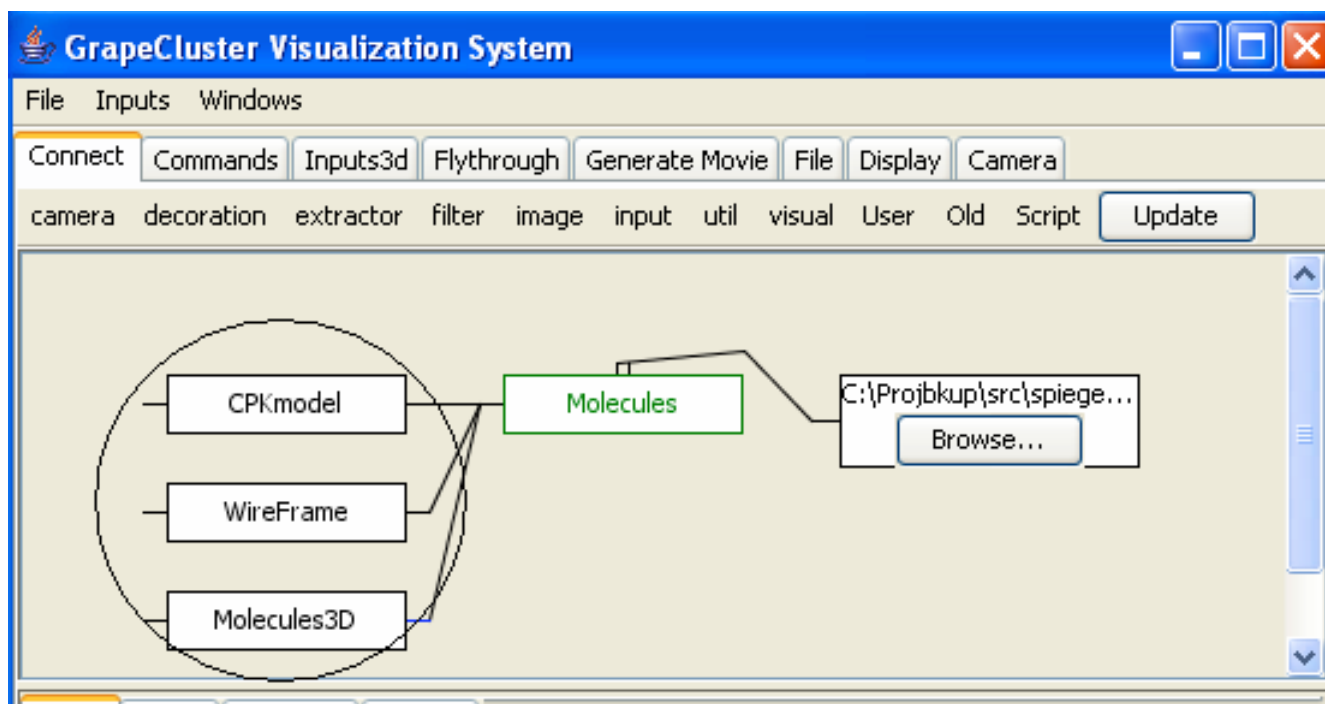 GrapeCluster Visualization System
File Inputs Windows
Connect Commands Inputs3d Flythrough Generate Movie File Display Camera
camera decoration extractor filter image input util visual User Old Script Update
CPKmodel Molecules C:\Projbkup\src\spiege...
Browse...
WireFrame
Molecules3D